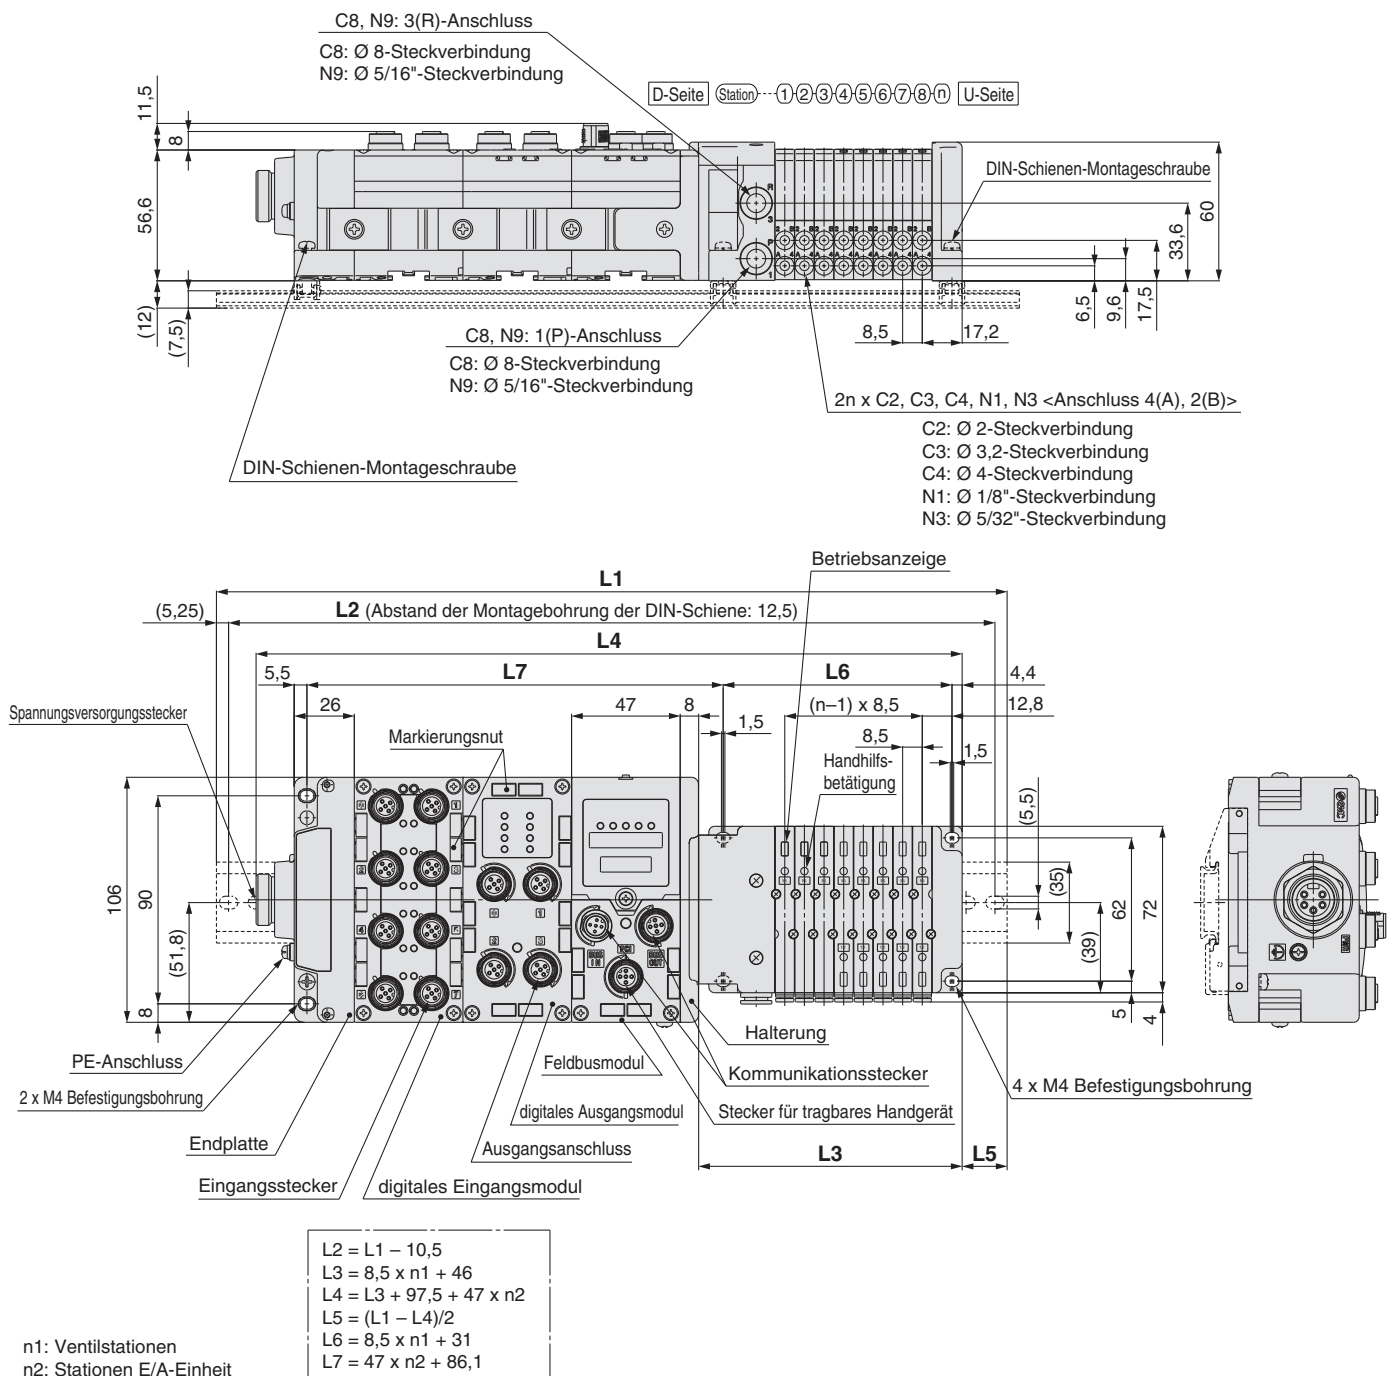 C8, N9: 3(R)-Anschluss
C8: Ø 8-Steckverbindung
N9: Ø 5/16"-Steckverbindung
D-Seite Station 1 2 3 4 5 6 7 8 n U-Seite
11,5
8
56,6
(12)
(7,5)
R
3
P
1
DIN-Schienen-Montageschraube
60
33,6
17,5
9,6
6,5
8,5
17,2
C8, N9: 1(P)-Anschluss
C8: Ø 8-Steckverbindung
N9: Ø 5/16"-Steckverbindung
2n x C2, C3, C4, N1, N3 <Anschluss 4(A), 2(B)>
C2: Ø 2-Steckverbindung
C3: Ø 3,2-Steckverbindung
C4: Ø 4-Steckverbindung
N1: Ø 1/8"-Steckverbindung
N3: Ø 5/32"-Steckverbindung
DIN-Schienen-Montageschraube
Betriebsanzeige
L1
(5,25)
L2 (Abstand der Montagebohrung der DIN-Schiene: 12,5)
L4
5,5
L7
L6
4,4
26
47
8
(n–1) x 8,5
12,8
1,5
8,5
1,5
Spannungsversorgungsstecker
Markierungsnut
Handhilfs-
betätigung
(5,5)
106
90
(51,8)
8
(35)
62
72
(39)
5
4
BUS IN
PCI
BUS OUT
SMC
PWR
PE-Anschluss
2 x M4 Befestigungsbohrung
Endplatte
Eingangsstecker
digitales Eingangsmodul
Ausgangsanschluss
digitales Ausgangsmodul
Feldbusmodul
Halterung
Kommunikationsstecker
Stecker für tragbares Handgerät
4 x M4 Befestigungsbohrung
L3
L5
L2 = L1 – 10,5
L3 = 8,5 x n1 + 46
L4 = L3 + 97,5 + 47 x n2
L5 = (L1 – L4)/2
L6 = 8,5 x n1 + 31
L7 = 47 x n2 + 86,1
n1: Ventilstationen
n2: Stationen E/A-Einheit